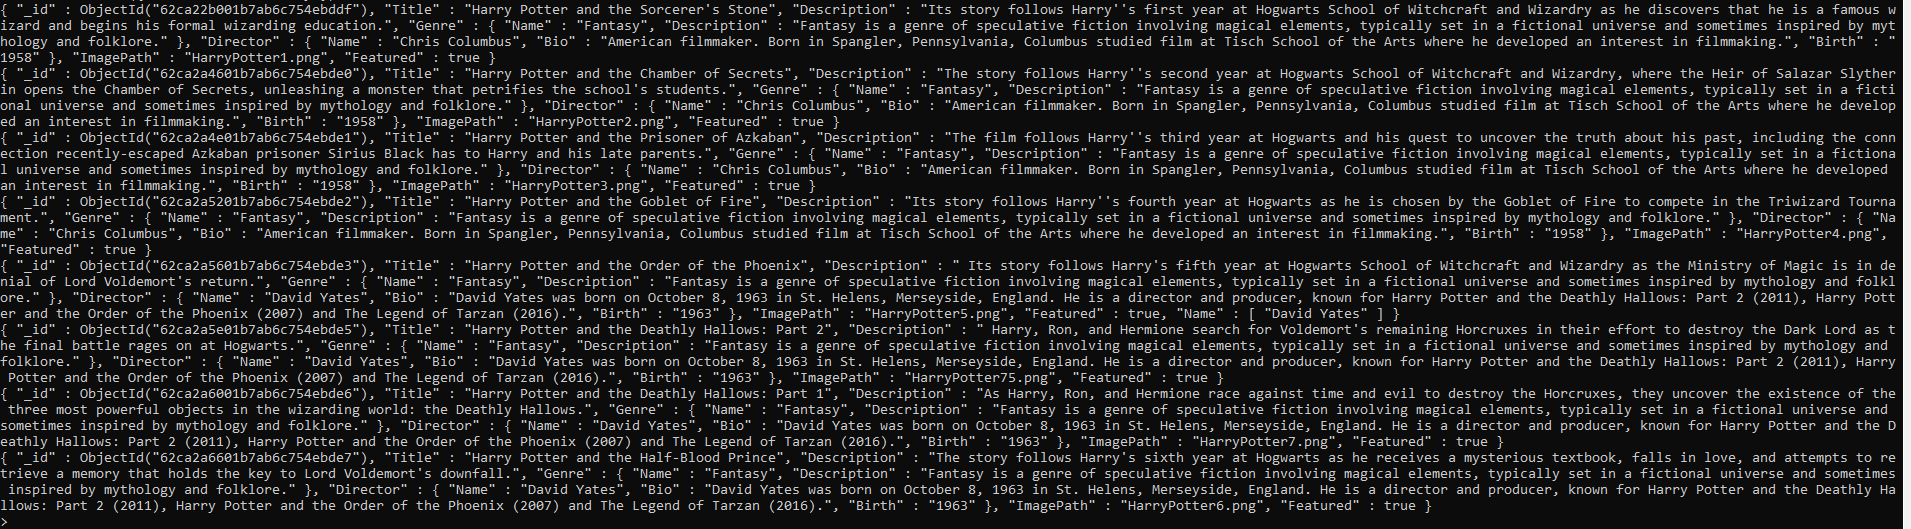 { "_id" : ObjectId("62ca22b001b7ab6c754ebddf"), "Title" : "Harry Potter and the Sorcerer's Stone", "Description" : "Its story follows Harry''s first year at Hogwarts School of Witchcraft and Wizardry as he discovers that he is a famous w
izard and begins his formal wizarding education.", "Genre" : { "Name" : "Fantasy", "Description" : "Fantasy is a genre of speculative fiction involving magical elements, typically set in a fictional universe and sometimes inspired by myt
hology and folklore." }, "Director" : { "Name" : "Chris Columbus", "Bio" : "American filmmaker. Born in Spangler, Pennsylvania, Columbus studied film at Tisch School of the Arts where he developed an interest in filmmaking.", "Birth" : "
1958" }, "ImagePath" : "HarryPotter1.png", "Featured" : true }
{ "_id" : ObjectId("62ca2a4601b7ab6c754ebde0"), "Title" : "Harry Potter and the Chamber of Secrets", "Description" : "The story follows Harry''s second year at Hogwarts School of Witchcraft and Wizardry, where the Heir of Salazar Slyther
in opens the Chamber of Secrets, unleashing a monster that petrifies the school's students.", "Genre" : { "Name" : "Fantasy", "Description" : "Fantasy is a genre of speculative fiction involving magical elements, typically set in a ficti
onal universe and sometimes inspired by mythology and folklore." }, "Director" : { "Name" : "Chris Columbus", "Bio" : "American filmmaker. Born in Spangler, Pennsylvania, Columbus studied film at Tisch School of the Arts where he develop
ed an interest in filmmaking.", "Birth" : "1958" }, "ImagePath" : "HarryPotter2.png", "Featured" : true }
{ "_id" : ObjectId("62ca2a4e01b7ab6c754ebde1"), "Title" : "Harry Potter and the Prisoner of Azkaban", "Description" : "The film follows Harry''s third year at Hogwarts and his quest to uncover the truth about his past, including the conn
ection recently-escaped Azkaban prisoner Sirius Black has to Harry and his late parents.", "Genre" : { "Name" : "Fantasy", "Description" : "Fantasy is a genre of speculative fiction involving magical elements, typically set in a fictiona
l universe and sometimes inspired by mythology and folklore." }, "Director" : { "Name" : "Chris Columbus", "Bio" : "American filmmaker. Born in Spangler, Pennsylvania, Columbus studied film at Tisch School of the Arts where he developed
an interest in filmmaking.", "Birth" : "1958" }, "ImagePath" : "HarryPotter3.png", "Featured" : true }
{ "_id" : ObjectId("62ca2a5201b7ab6c754ebde2"), "Title" : "Harry Potter and the Goblet of Fire", "Description" : "Its story follows Harry''s fourth year at Hogwarts as he is chosen by the Goblet of Fire to compete in the Triwizard Tourna
ment.", "Genre" : { "Name" : "Fantasy", "Description" : "Fantasy is a genre of speculative fiction involving magical elements, typically set in a fictional universe and sometimes inspired by mythology and folklore." }, "Director" : { "Na
me" : "Chris Columbus", "Bio" : "American filmmaker. Born in Spangler, Pennsylvania, Columbus studied film at Tisch School of the Arts where he developed an interest in filmmaking.", "Birth" : "1958" }, "ImagePath" : "HarryPotter4.png",
"Featured" : true }
{ "_id" : ObjectId("62ca2a5601b7ab6c754ebde3"), "Title" : "Harry Potter and the Order of the Phoenix", "Description" : " Its story follows Harry's fifth year at Hogwarts School of Witchcraft and Wizardry as the Ministry of Magic is in de
nial of Lord Voldemort's return.", "Genre" : { "Name" : "Fantasy", "Description" : "Fantasy is a genre of speculative fiction involving magical elements, typically set in a fictional universe and sometimes inspired by mythology and folkl
ore." }, "Director" : { "Name" : "David Yates", "Bio" : "David Yates was born on October 8, 1963 in St. Helens, Merseyside, England. He is a director and producer, known for Harry Potter and the Deathly Hallows: Part 2 (2011), Harry Pott
er and the Order of the Phoenix (2007) and The Legend of Tarzan (2016).", "Birth" : "1963" }, "ImagePath" : "HarryPotter5.png", "Featured" : true, "Name" : [ "David Yates" ] }
{ "_id" : ObjectId("62ca2a5e01b7ab6c754ebde5"), "Title" : "Harry Potter and the Deathly Hallows: Part 2", "Description" : " Harry, Ron, and Hermione search for Voldemort's remaining Horcruxes in their effort to destroy the Dark Lord as t
he final battle rages on at Hogwarts.", "Genre" : { "Name" : "Fantasy", "Description" : "Fantasy is a genre of speculative fiction involving magical elements, typically set in a fictional universe and sometimes inspired by mythology and
folklore." }, "Director" : { "Name" : "David Yates", "Bio" : "David Yates was born on October 8, 1963 in St. Helens, Merseyside, England. He is a director and producer, known for Harry Potter and the Deathly Hallows: Part 2 (2011), Harry
 Potter and the Order of the Phoenix (2007) and The Legend of Tarzan (2016).", "Birth" : "1963" }, "ImagePath" : "HarryPotter75.png", "Featured" : true }
{ "_id" : ObjectId("62ca2a6001b7ab6c754ebde6"), "Title" : "Harry Potter and the Deathly Hallows: Part 1", "Description" : "As Harry, Ron, and Hermione race against time and evil to destroy the Horcruxes, they uncover the existence of the
 three most powerful objects in the wizarding world: the Deathly Hallows.", "Genre" : { "Name" : "Fantasy", "Description" : "Fantasy is a genre of speculative fiction involving magical elements, typically set in a fictional universe and
sometimes inspired by mythology and folklore." }, "Director" : { "Name" : "David Yates", "Bio" : "David Yates was born on October 8, 1963 in St. Helens, Merseyside, England. He is a director and producer, known for Harry Potter and the D
eathly Hallows: Part 2 (2011), Harry Potter and the Order of the Phoenix (2007) and The Legend of Tarzan (2016).", "Birth" : "1963" }, "ImagePath" : "HarryPotter7.png", "Featured" : true }
{ "_id" : ObjectId("62ca2a6601b7ab6c754ebde7"), "Title" : "Harry Potter and the Half-Blood Prince", "Description" : "The story follows Harry's sixth year at Hogwarts as he receives a mysterious textbook, falls in love, and attempts to re
trieve a memory that holds the key to Lord Voldemort's downfall.", "Genre" : { "Name" : "Fantasy", "Description" : "Fantasy is a genre of speculative fiction involving magical elements, typically set in a fictional universe and sometimes
 inspired by mythology and folklore." }, "Director" : { "Name" : "David Yates", "Bio" : "David Yates was born on October 8, 1963 in St. Helens, Merseyside, England. He is a director and producer, known for Harry Potter and the Deathly Ha
llows: Part 2 (2011), Harry Potter and the Order of the Phoenix (2007) and The Legend of Tarzan (2016).", "Birth" : "1963" }, "ImagePath" : "HarryPotter6.png", "Featured" : true }
>